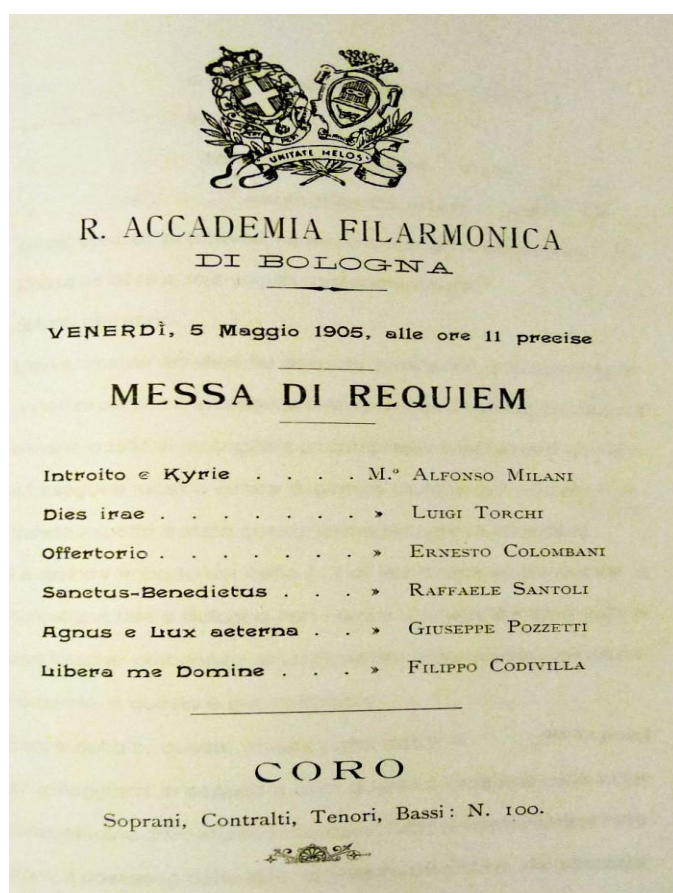 UNITATE MELOS
R. ACCADEMIA FILARMONICA
DI BOLOGNA
VENERDÌ, 5 Maggio 1905, alle ore 11 precise
MESSA DI REQUIEM
Introito e Kyrie . . . . M.º ALFONSO MILANI
Dies irae . . . . . . . » LUIGI TORCHI
Offertorio . . . . . . . » ERNESTO COLOMBANI
Sanctus-Benedictus . . . » RAFFAELE SANTOLI
Agnus e Lux aeterna . . » GIUSEPPE POZZETTI
Libera me Domine . . . » FILIPPO CODIVILLA
CORO
Soprani, Contralti, Tenori, Bassi: N. 100.